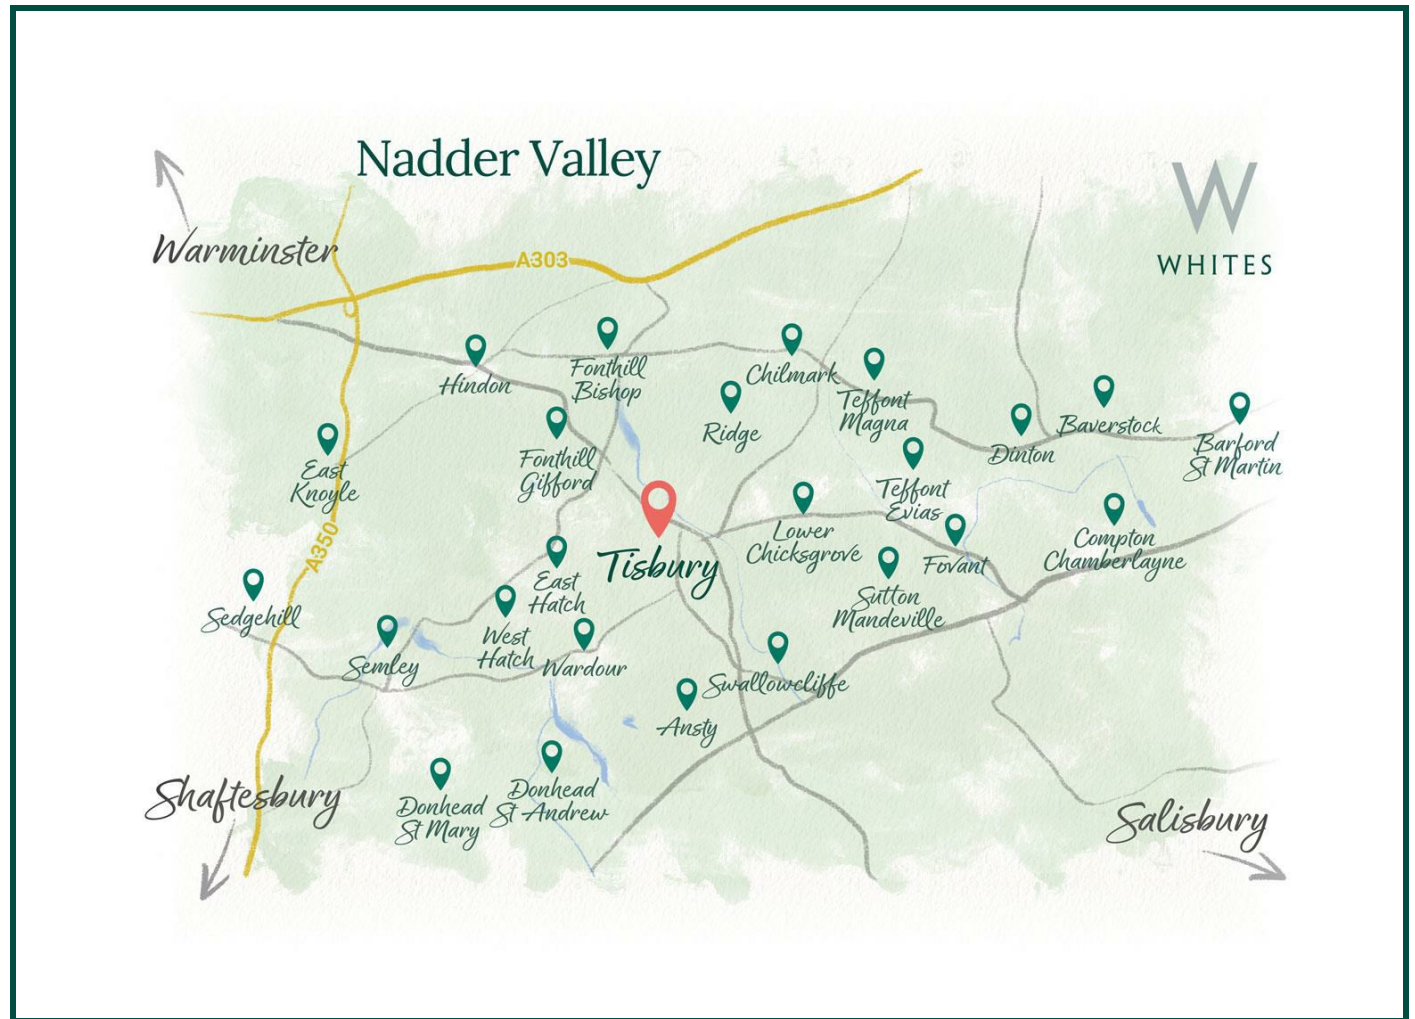 Nadder Valley
W
WHITES
Warminster
A303
Hindon
Fonthill
Bishop
Chilmark
Teffont
Magna
Ridge
Baverstock
Dinton
Barford
St Martin
East
Knoyle
Fonthill
Gifford
Teffont
Evias
A350
Tisbury
Lower
Chicksgrove
Fovant
Compton
Chamberlayne
East
Hatch
Sutton
Mandeville
Sedgehill
Semley
West
Hatch
Wardour
Swallowcliffe
Ansty
Shaftesbury
Donhead
St Mary
Donhead
St Andrew
Salisbury